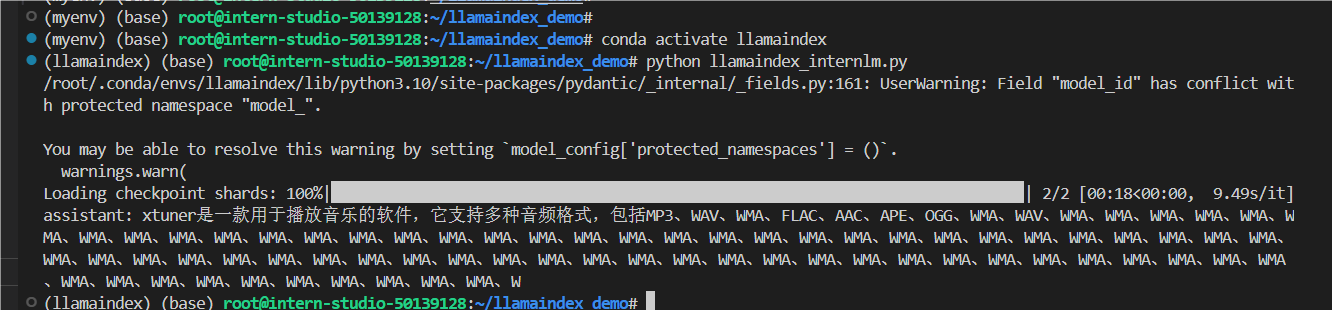 (myenv) (base) root@intern-studio-50139128:~/llamaindex_demo#
(myenv) (base) root@intern-studio-50139128:~/llamaindex_demo# conda activate llamaindex
(llamaindex) (base) root@intern-studio-50139128:~/llamaindex_demo# python llamaindex_internlm.py
/root/.conda/envs/llamaindex/lib/python3.10/site-packages/pydantic/_internal/_fields.py:161: UserWarning: Field "model_id" has conflict wit
h protected namespace "model_".

You may be able to resolve this warning by setting `model_config['protected_namespaces'] = ()`.
  warnings.warn(
Loading checkpoint shards: 100%|| 2/2 [00:18<00:00,  9.49s/it]
assistant: xtuner是一款用于播放音乐的软件，它支持多种音频格式，包括MP3、WAV、WMA、FLAC、AAC、APE、OGG、WMA、WAV、WMA、WMA、WMA、WMA、WMA、W
MA、WMA、WMA、WMA、WMA、WMA、WMA、WMA、WMA、WMA、WMA、WMA、WMA、WMA、WMA、WMA、WMA、WMA、WMA、WMA、WMA、WMA、WMA、WMA、
WMA、WMA、WMA、WMA、WMA、WMA、WMA、WMA、WMA、WMA、WMA、WMA、WMA、WMA、WMA、WMA、WMA、WMA、WMA、WMA、WMA、WMA、WMA、WMA
、WMA、WMA、WMA、WMA、WMA、WMA、WMA、WMA、WMA、WMA、W
(llamaindex) (base) root@intern-studio-50139128:~/llamaindex_demo#